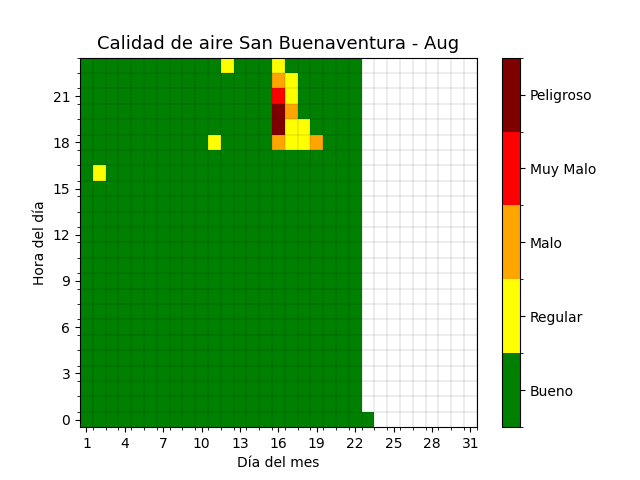 Calidad de aire San Buenaventura - Aug
Hora del día
21
18
15
12
9
6
3
0
1 4 7 10 13 16 19 22 25 28 31
Día del mes
Peligroso
Muy Malo
Malo
Regular
Bueno